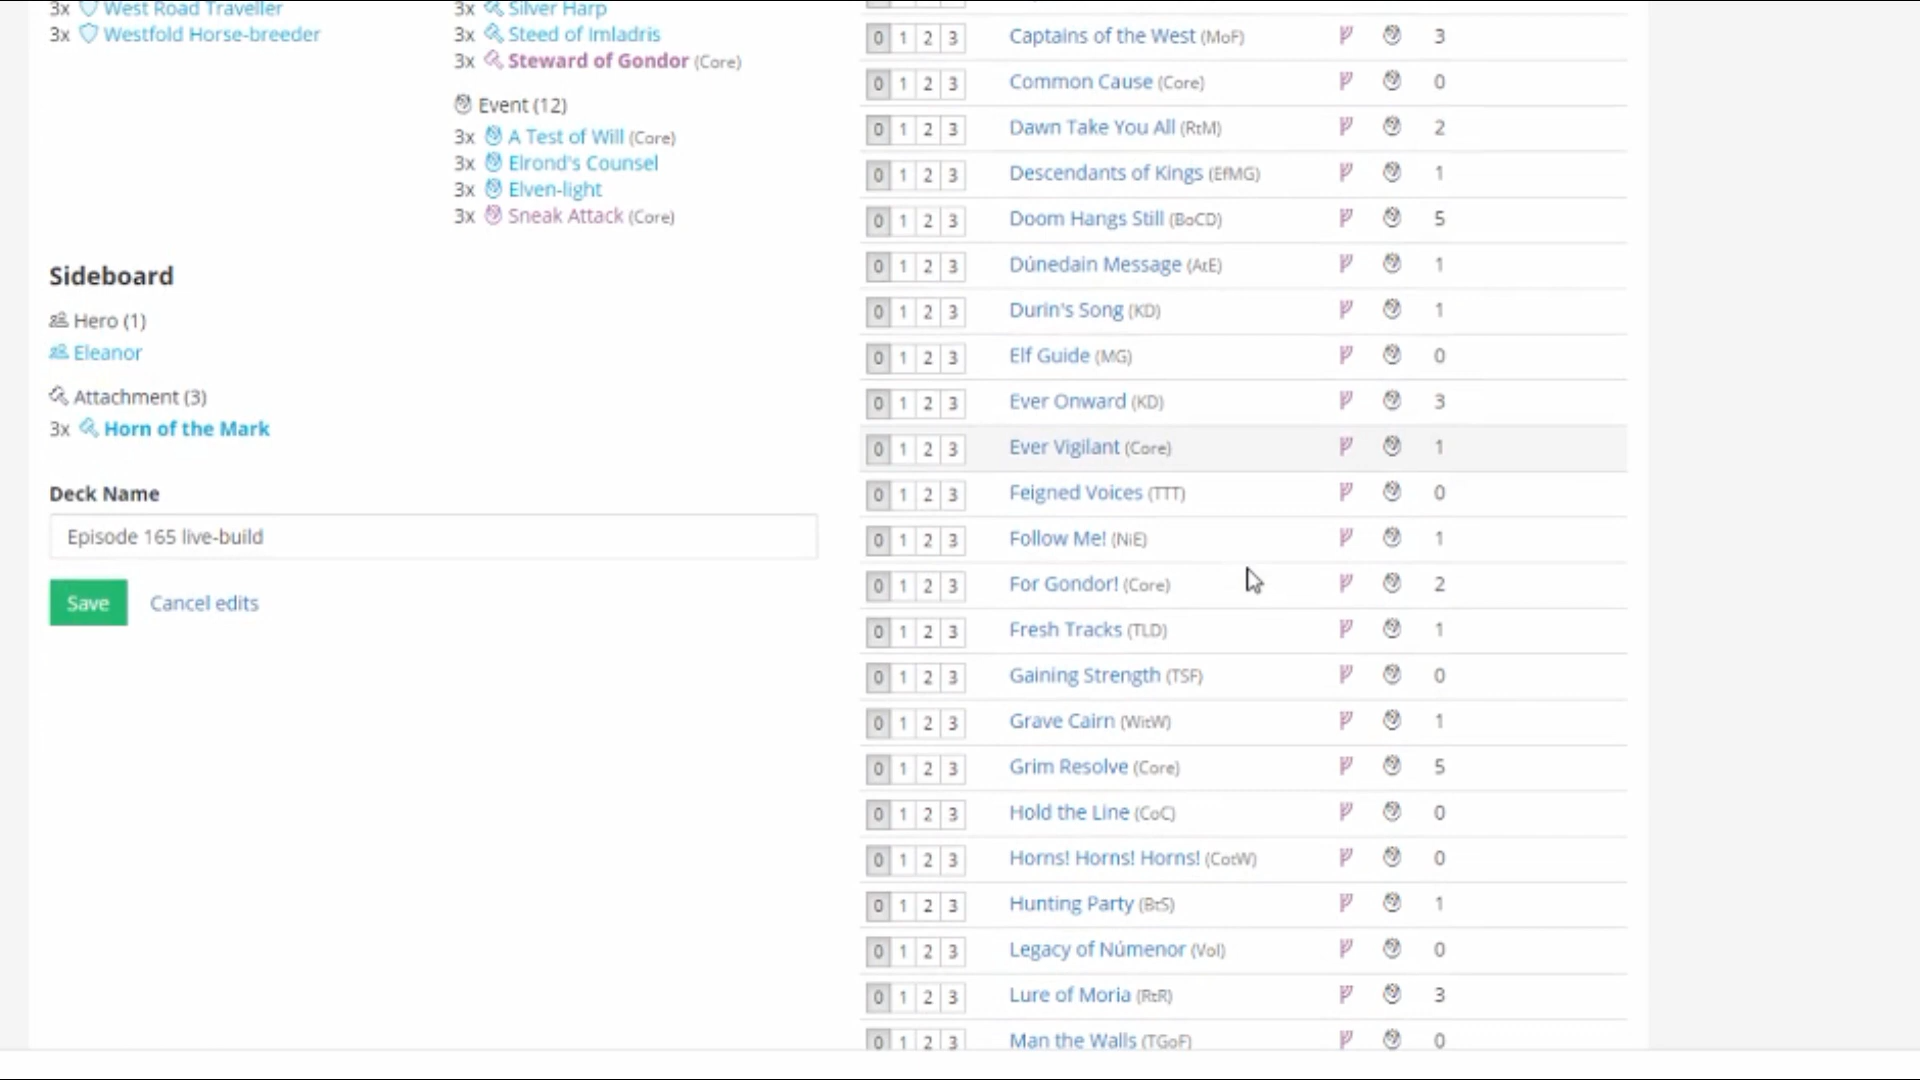 3x West Road Traveller
3x Westfold Horse-breeder
3x Silver Harp
3x Steed of Imladris
3x Steward of Gondor (Core)
Event (12)
3x A Test of Will (Core)
3x Elrond's Counsel
3x Elven-light
3x Sneak Attack (Core)
Sideboard
Hero (1)
Eleanor
Attachment (3)
3x Horn of the Mark
Deck Name
Episode 165 live-build
Save Cancel edits
0 1 2 3 Captains of the West (MoF) 3
0 1 2 3 Common Cause (Core) 0
0 1 2 3 Dawn Take You All (RtM) 2
0 1 2 3 Descendants of Kings (EfMG) 1
0 1 2 3 Doom Hangs Still (BoCD) 5
0 1 2 3 Dúnedain Message (AtE) 1
0 1 2 3 Durin's Song (KD) 1
0 1 2 3 Elf Guide (MG) 0
0 1 2 3 Ever Onward (KD) 3
0 1 2 3 Ever Vigilant (Core) 1
0 1 2 3 Feigned Voices (TTT) 0
0 1 2 3 Follow Me! (NiE) 1
0 1 2 3 For Gondor! (Core) 2
0 1 2 3 Fresh Tracks (TLD) 1
0 1 2 3 Gaining Strength (TSF) 0
0 1 2 3 Grave Cairn (WitW) 1
0 1 2 3 Grim Resolve (Core) 5
0 1 2 3 Hold the Line (CoC) 0
0 1 2 3 Horns! Horns! Horns! (CotW) 0
0 1 2 3 Hunting Party (BtS) 1
0 1 2 3 Legacy of Númenor (VoI) 0
0 1 2 3 Lure of Moria (RtR) 3
0 1 2 3 Man the Walls (TGoF) 0